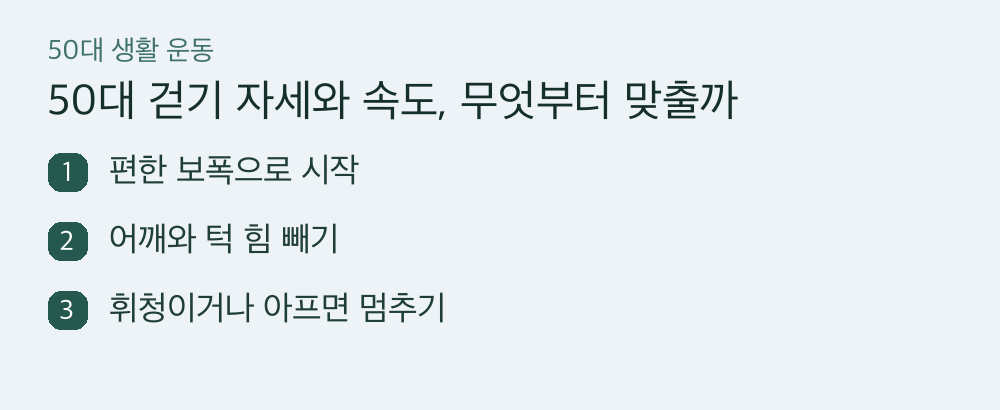 50대 생활 운동
50대 걷기 자세와 속도, 무엇부터 맞출까
1 편한 보폭으로 시작
2 어깨와 턱 힘 빼기
3 휘청이거나 아프면 멈추기